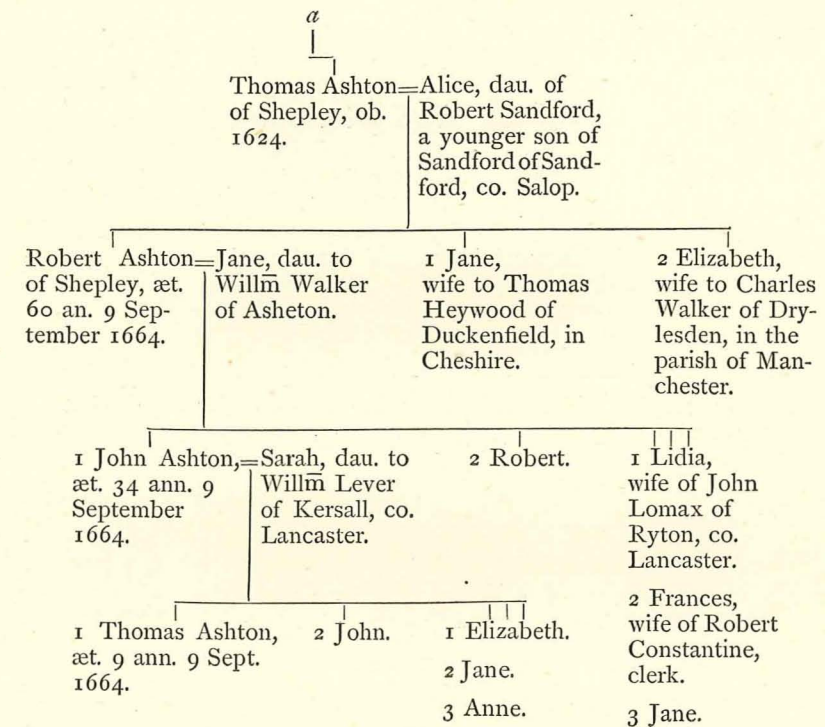 a
Thomas Ashton=Alice, dau. of
of Shepley, ob.
1624.
Robert Sandford,
a younger son of
Sandford of Sand-
ford, co. Salop.
Robert Ashton=Jane, dau. to
of Shepley, æt.
60 an. 9 Sep-
tember 1664.
Willm̅ Walker
of Asheton.
1 Jane,
wife to Thomas
Heywood of
Duckenfield, in
Cheshire.
2 Elizabeth,
wife to Charles
Walker of Dry-
lesden, in the
parish of Man-
chester.
1 John Ashton,=Sarah, dau. to
æt. 34 ann. 9
September
1664.
Willm̅ Lever
of Kersall, co.
Lancaster.
2 Robert.
1 Lidia,
wife of John
Lomax of
Ryton, co.
Lancaster.
2 Frances,
wife of Robert
Constantine,
clerk.
3 Jane.
1 Thomas Ashton,
æt. 9 ann. 9 Sept.
1664.
2 John.
1 Elizabeth.
2 Jane.
3 Anne.